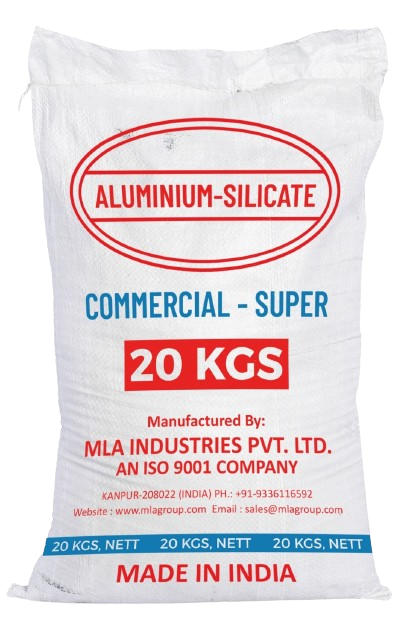 ALUMINIUM-SILICATE
COMMERCIAL - SUPER
20 KGS
Manufactured By:
MLA INDUSTRIES PVT. LTD.
AN ISO 9001 COMPANY
KANPUR-208022 (INDIA) PH.: +91-9336116592
Website : www.mlagroup.com Email : sales@mlagroup.com
20 KGS, NETT 20 KGS, NETT 20 KGS, NETT
MADE IN INDIA